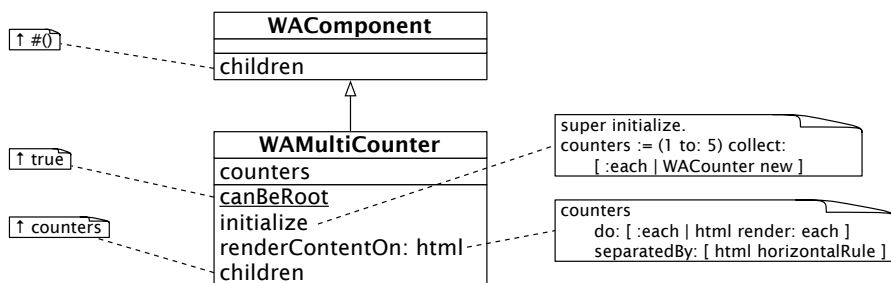 WAComponent
↑ #()
children
WAMultiCounter
counters
↑ true
canBeRoot
initialize
renderContentOn: html
↑ counters
children
super initialize.
counters := (1 to: 5) collect:
[ :each | WACounter new ]
counters
do: [ :each | html render: each ]
separatedBy: [ html horizontalRule ]